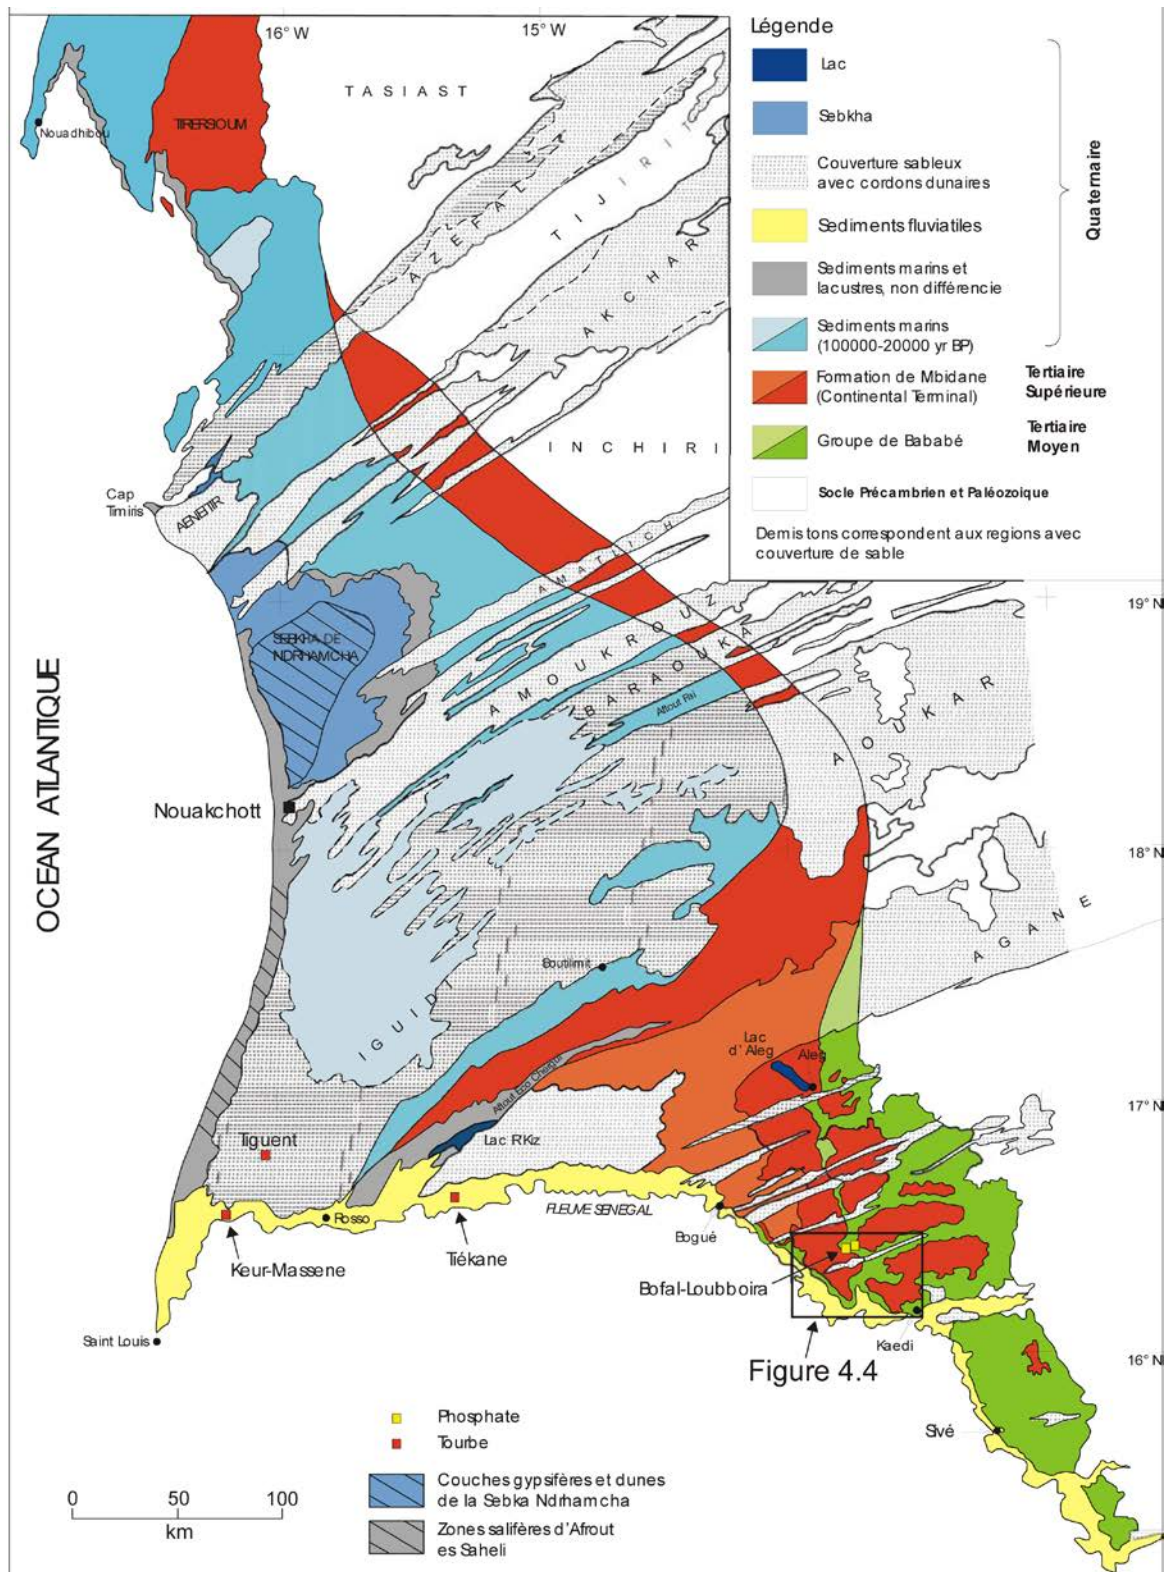 16° W
15° W
TASIAST
TIRERSIOUM
Nouadhibou
AZEFAL
TIJIRIT
AKCHAR
INCHIRI
Cap
Timiris
AENEITIR
AMATLICH
SEBKHA DE
NDRHAMCHA
AMOUKROUZ
IBARAOUKA
Aftout Rai
AOUKAR
AGANE
OCEAN ATLANTIQUE
Nouakchott
Boutilimit
IGUIDI
Lac
d' Aleg
Aleg
Lac RKiz
Tiguent
Rosso
FLEUVE SENEGAL
Bogué
Keur-Massene
Tiékane
Bofal-Loubboira
Saint Louis
Kaedi
Figure 4.4
Sivé
19° N
18° N
17° N
16° N
Légende
Lac
Sebkha
Couverture sableux
avec cordons dunaires
Sediments fluviatiles
Sediments marins et
lacustres, non différencie
Sediments marins
(100000-20000 yr BP)
Quaternaire
Formation de Mbidane
(Continental Terminal)
Tertiaire
Supérieure
Groupe de Bababé
Tertiaire
Moyen
Socle Précambrien et Paléozoique
Demis tons correspondent aux regions avec
couverture de sable
Phosphate
Tourbe
Couches gypsifères et dunes
de la Sebka Ndrhamcha
Zones salifères d'Afrout
es Saheli
0 50 100
km